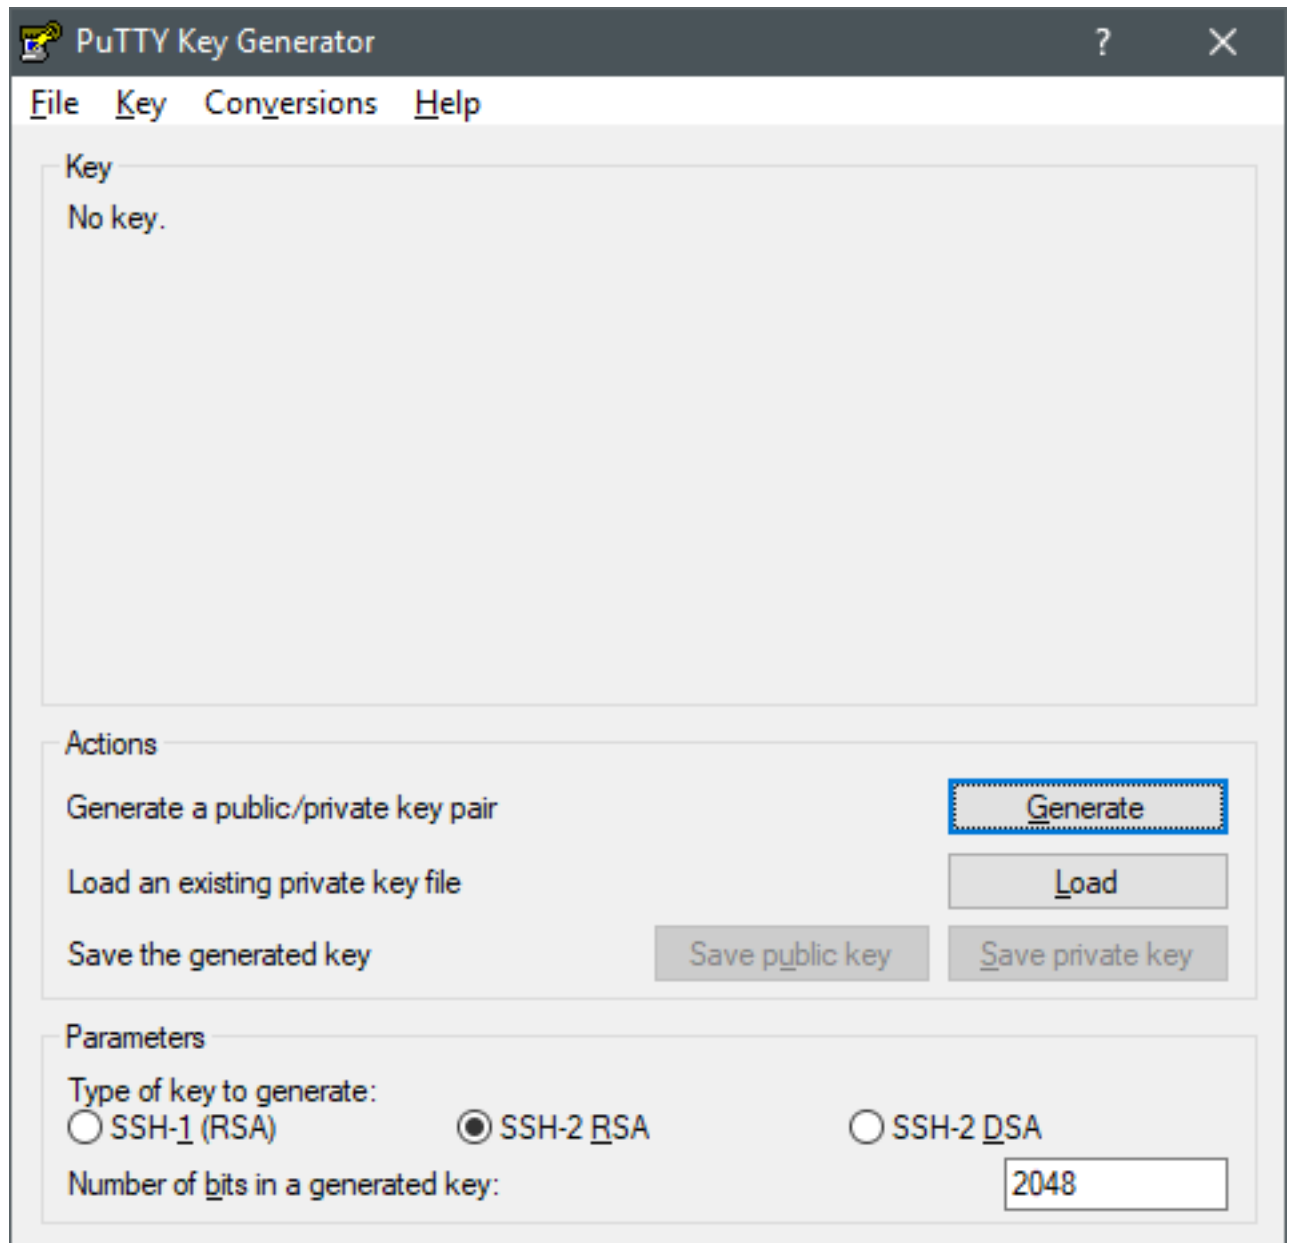 PuTTY Key Generator ?
File Key Conversions Help
Key
No key.
Actions
Generate a public/private key pair Generate
Load an existing private key file Load
Save the generated key Save public key Save private key
Parameters
Type of key to generate:
SSH-1 (RSA) SSH-2 RSA SSH-2 DSA
Number of bits in a generated key: 2048